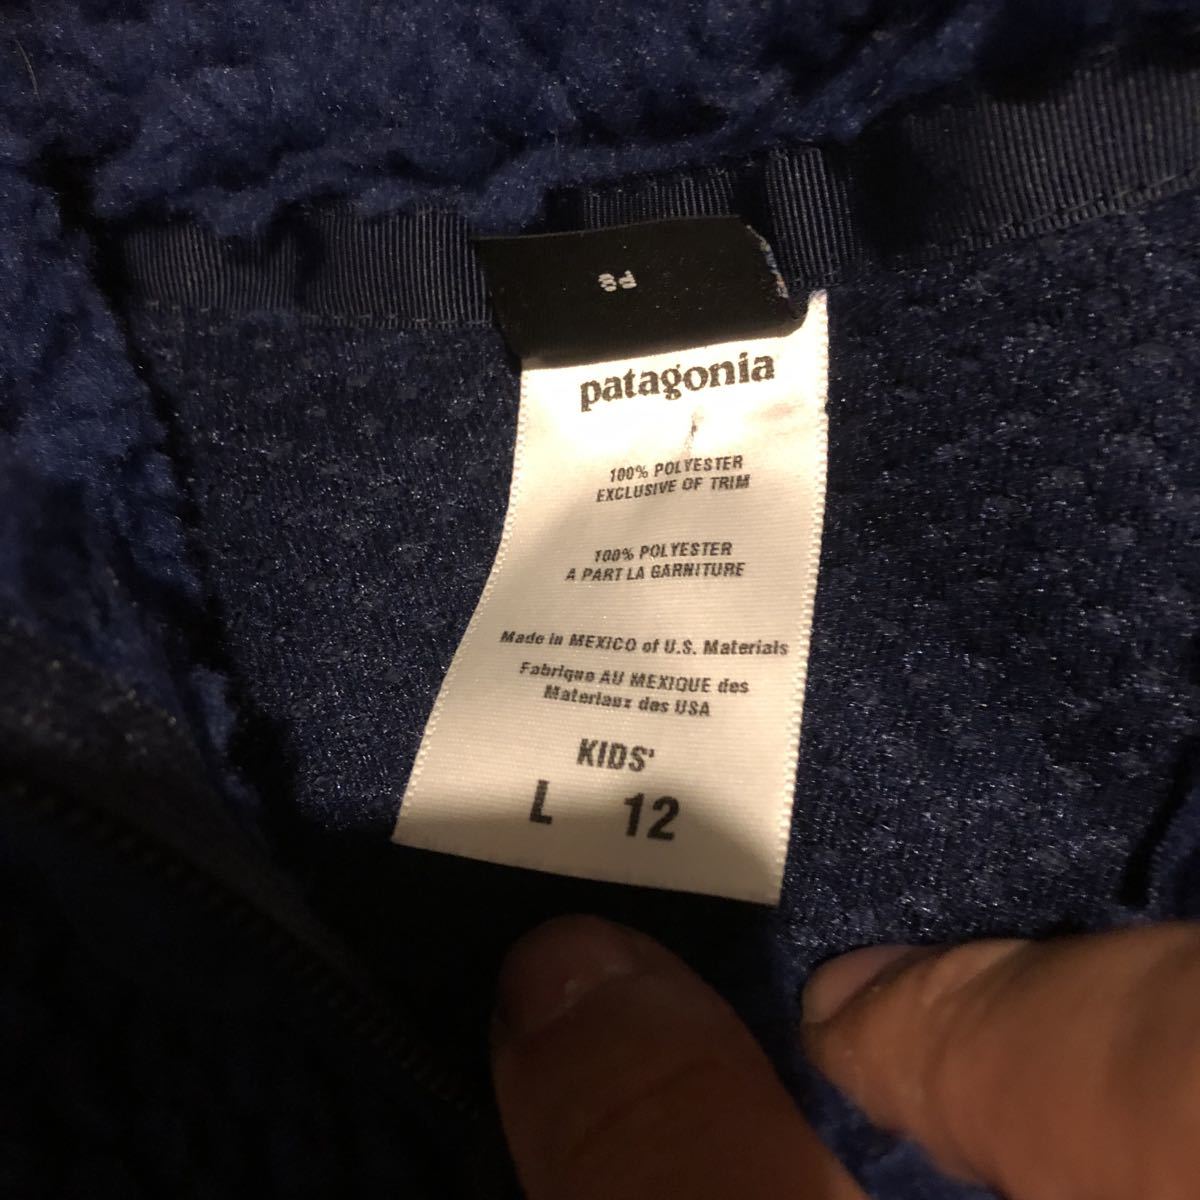 patagonia
100% POLYESTER
EXCLUSIVE OF TRIM
100% POLYESTER
A PART LA GARNITURE
Made in MEXICO of U.S. Materials
Fabrique AU MEXIQUE des
Materiaux des USA
KIDS'
L 12